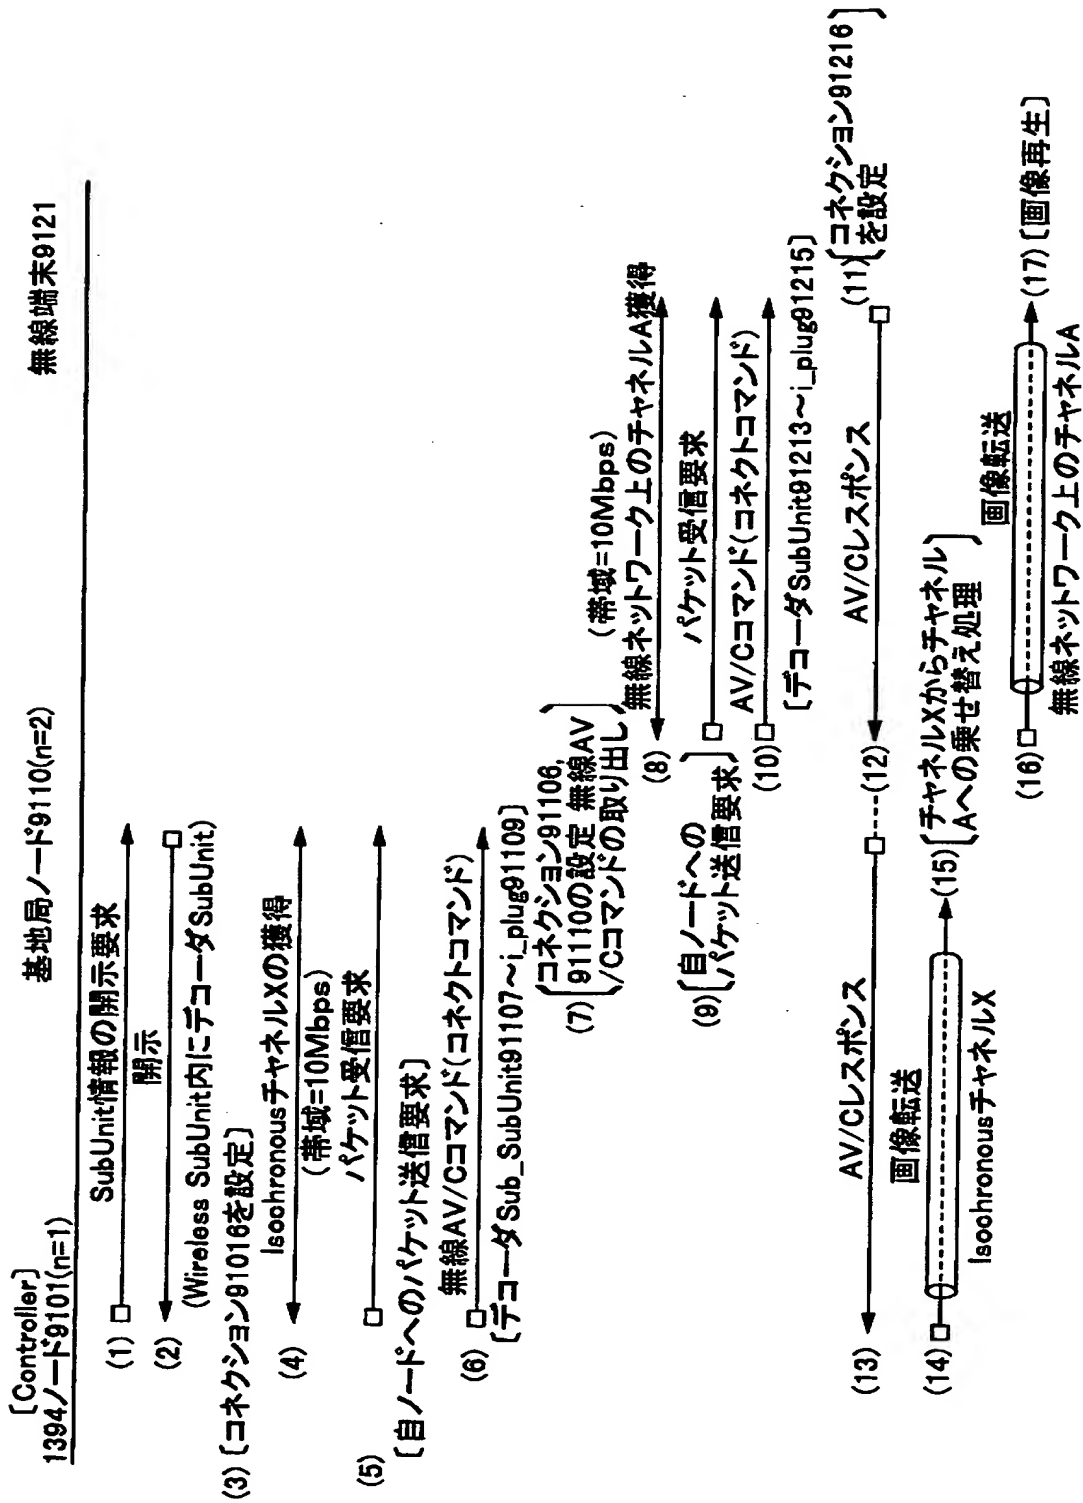 [Controller]
1394ノード9101(n=1)
基地局ノード9110(n=2)
無線端末9121
(1)
SubUnit情報の開示要求
(2)
開示
(Wireless SubUnit内にデコーダSubUnit)
(3)〔コネクション91016を設定〕
(4)
Isochronousチャネルxの獲得
(帯域=10Mbps)
(5)
パケット受信要求
〔自ノードへのパケット送信要求〕
(6)
無線AV/Cコマンド(コネクトコマンド)
〔デコーダSub_SubUnit91107〜i_plug91109〕
(7)
コネクション91106,
91110の設定 無線AV
/Cコマンドの取り出し
(8)
(帯域=10Mbps)
無線ネットワーク上のチャネルA獲得
(9)
自ノードへの
パケット送信要求
パケット受信要求
(10)
AV/Cコマンド(コネクトコマンド)
〔デコーダSubUnit91213〜i_plug91215〕
(11)
コネクション91216
を設定
(12)
AV/Cレスポンス
(13)
AV/Cレスポンス
(14)
画像転送
IsochronousチャネルX
(15)
チャネルXからチャネル
Aへの乗せ替え処理
(16)
画像転送
無線ネットワーク上のチャネルA
(17)〔画像再生〕